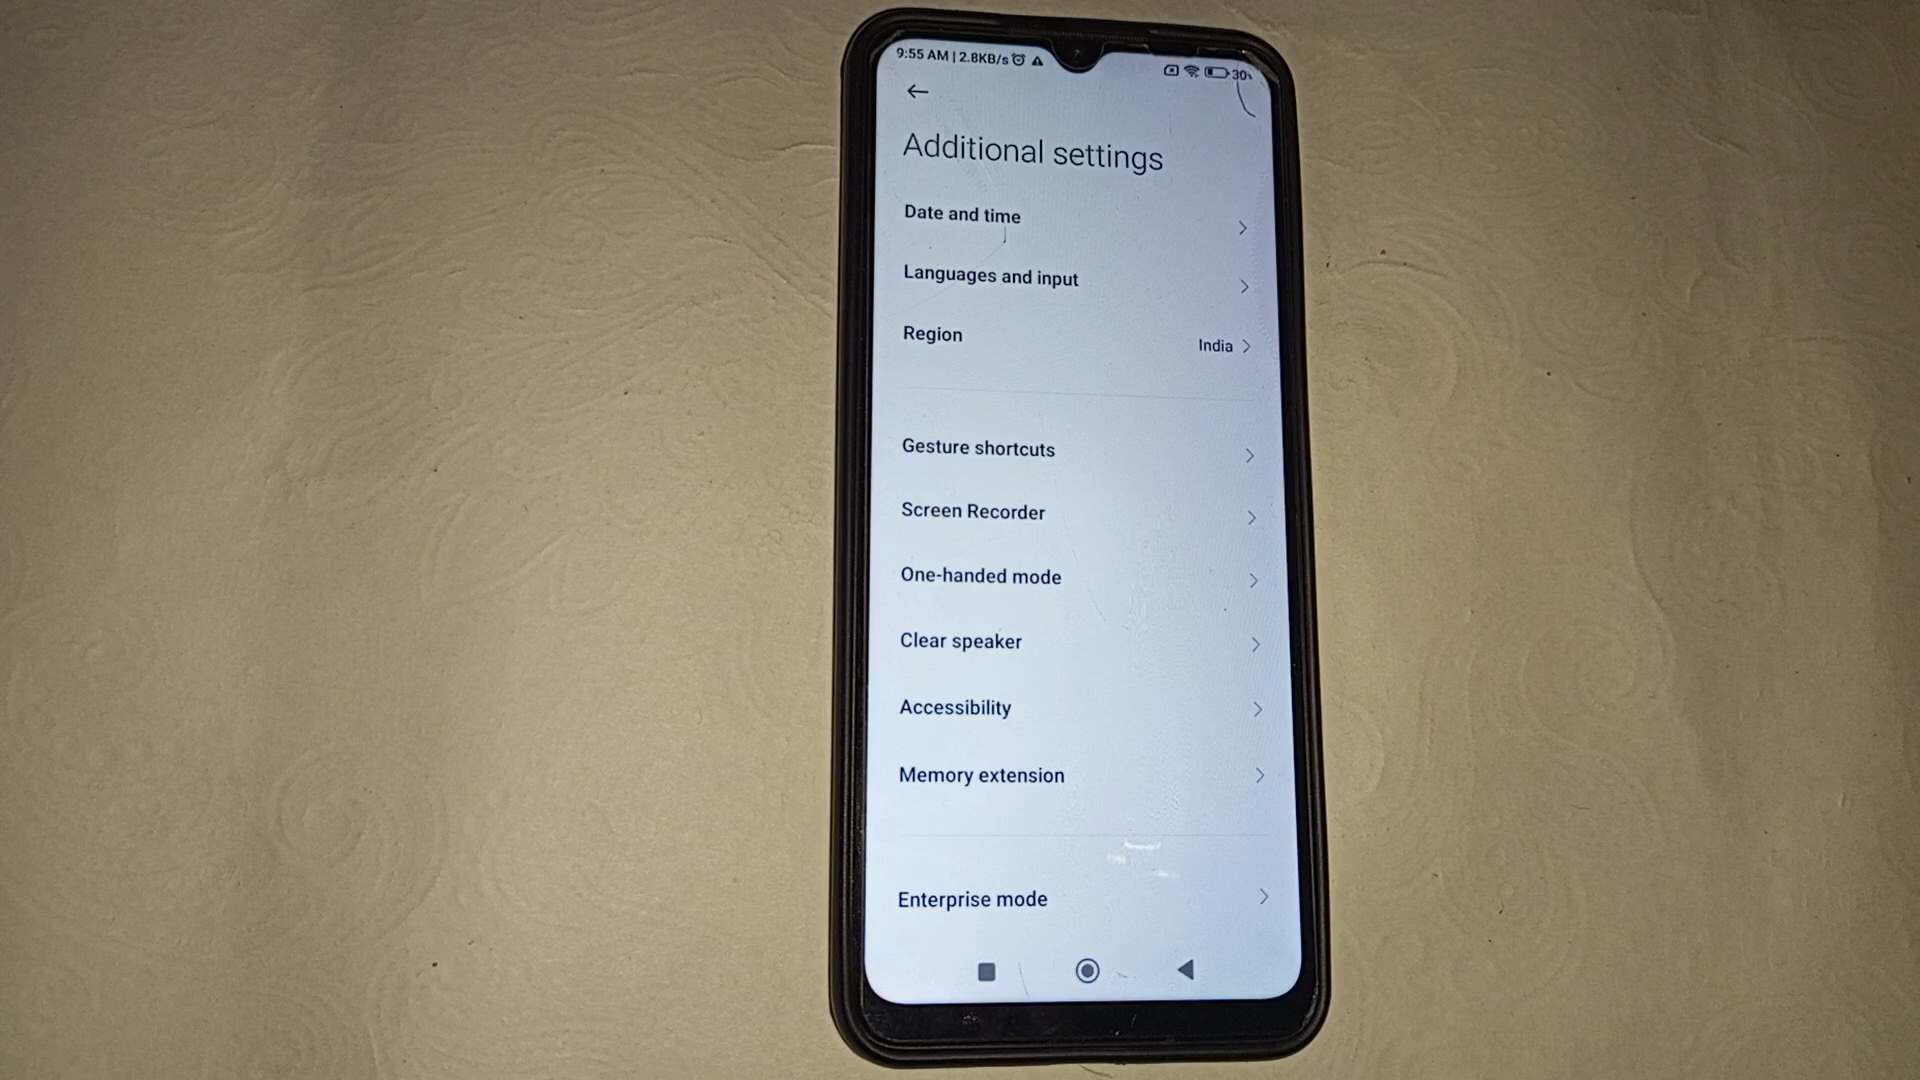 9:55 AM | 2.8KB/s 30
Additional settings
Date and time
Languages and input
Region India
Gesture shortcuts
Screen Recorder
One-handed mode
Clear speaker
Accessibility
Memory extension
Enterprise mode